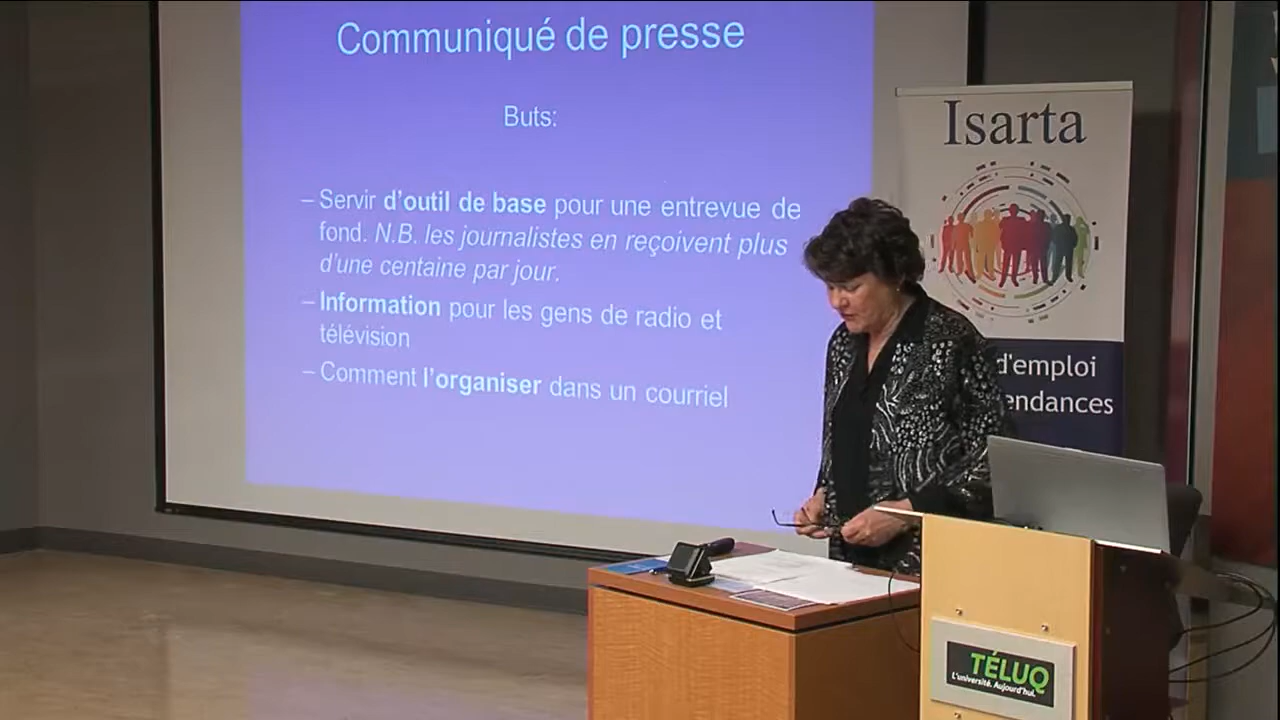 Communiqué de presse
Buts:
– Servir d'outil de base pour une entrevue de
fond. N.B. les journalistes en reçoivent plus
d'une centaine par jour.
– Information pour les gens de radio et
télévision
– Comment l'organiser dans un courriel
Isarta
d'emploi
endances
TÉLUQ
L'université. Aujourd'hui.